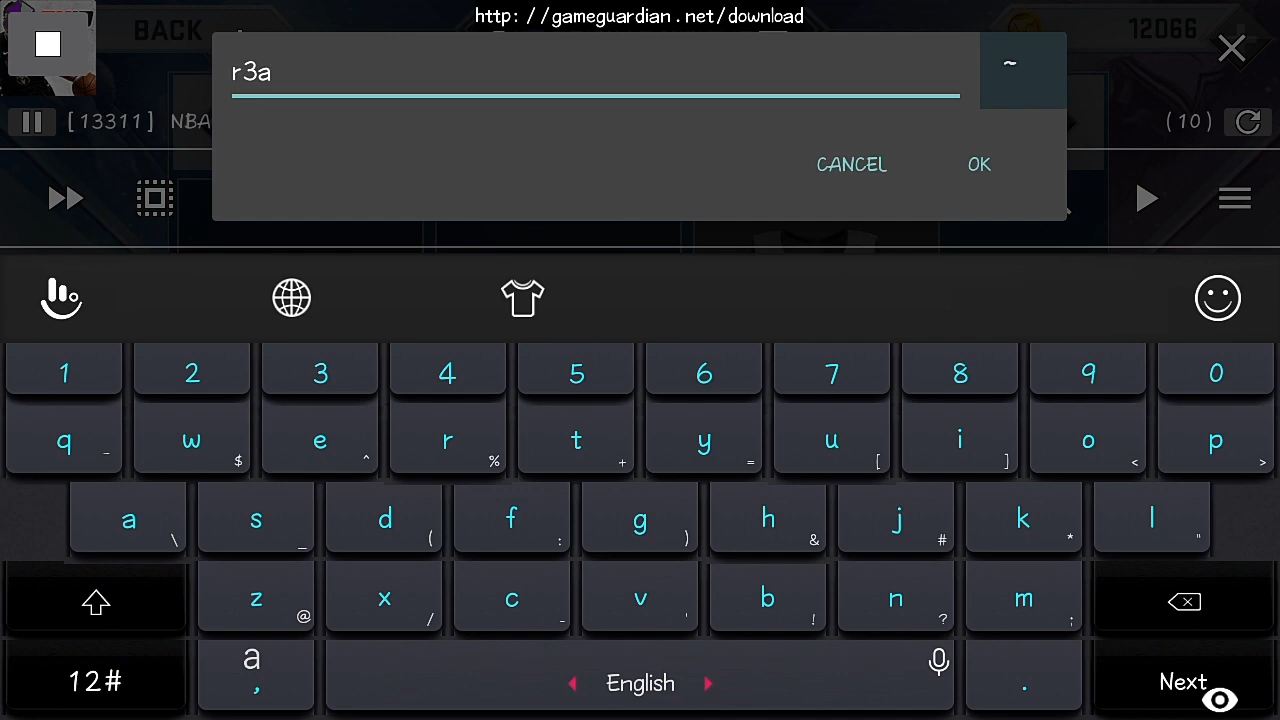 http://gameguardian.net/download
BACK
12066
r3a
~
[13311] NBA
(10)
CANCEL
OK
1 2 3 4 5 6 7 8 9 0
q w e r t y u i o p
- $ ^ % + = [ ] < >
a s d f g h j k l
\ _ ( : ) & # * "
z x c v b n m
@ / - ' ! ? ;
12#
a
,
English
.
Next